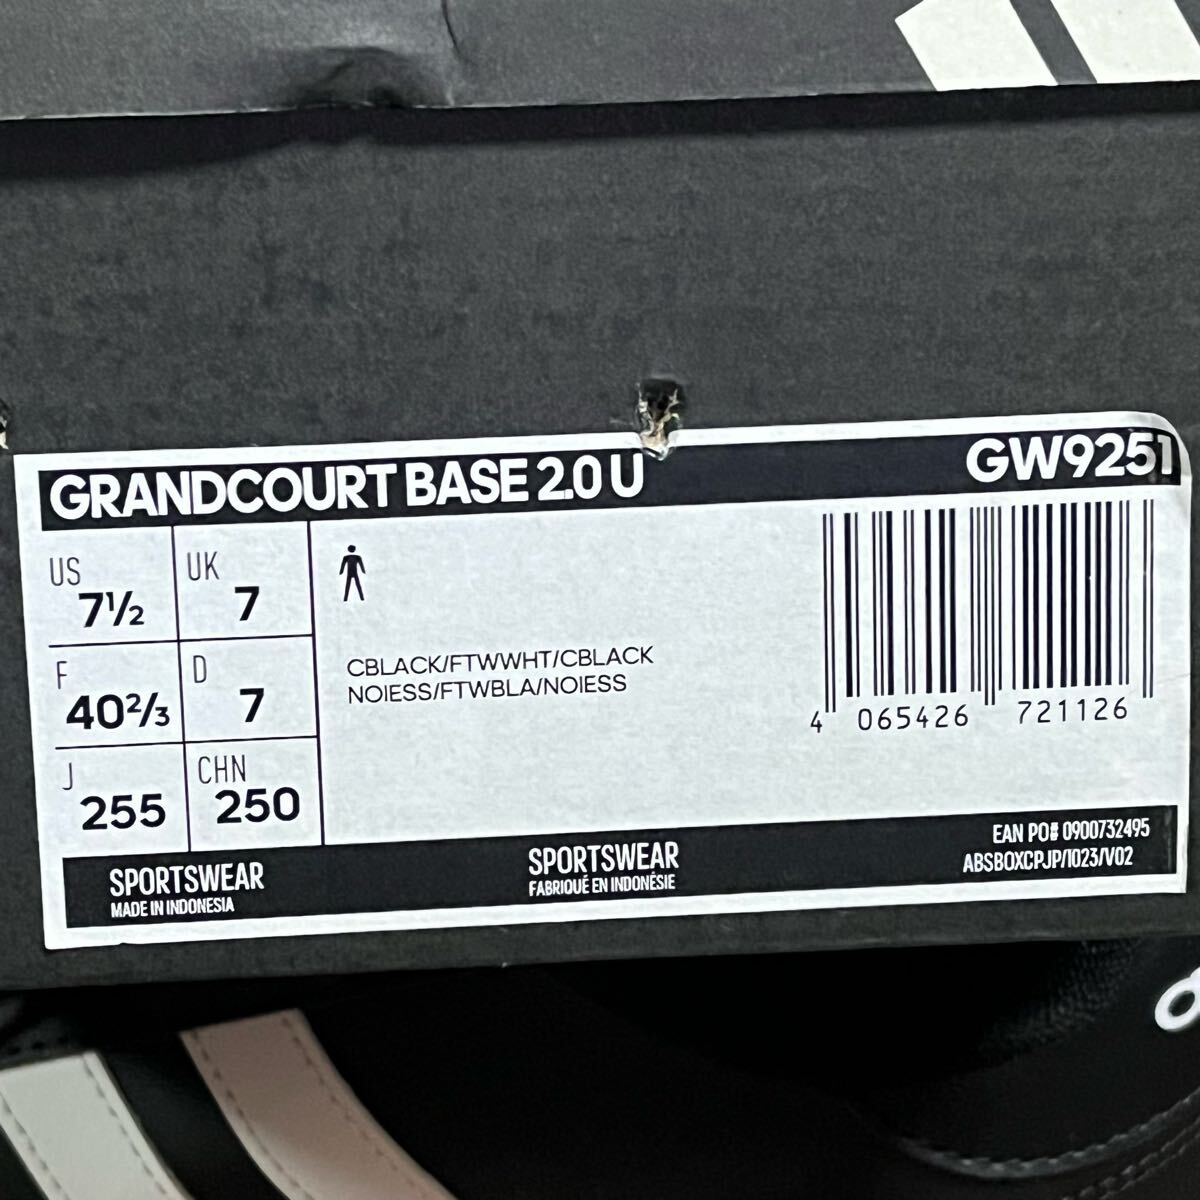 GRANDCOURT BASE 2.0 U
GW9251
US 7½
UK 7
F 40⅔
D 7
J 255
CHN 250
CBLACK/FTWWHT/CBLACK
NOIESS/FTWBLA/NOIESS
4 065426 721126
SPORTSWEAR
MADE IN INDONESIA
SPORTSWEAR
FABRIQUÉ EN INDONÉSIE
EAN PO# 0900732495
ABSBOXCPJP/1023/V02